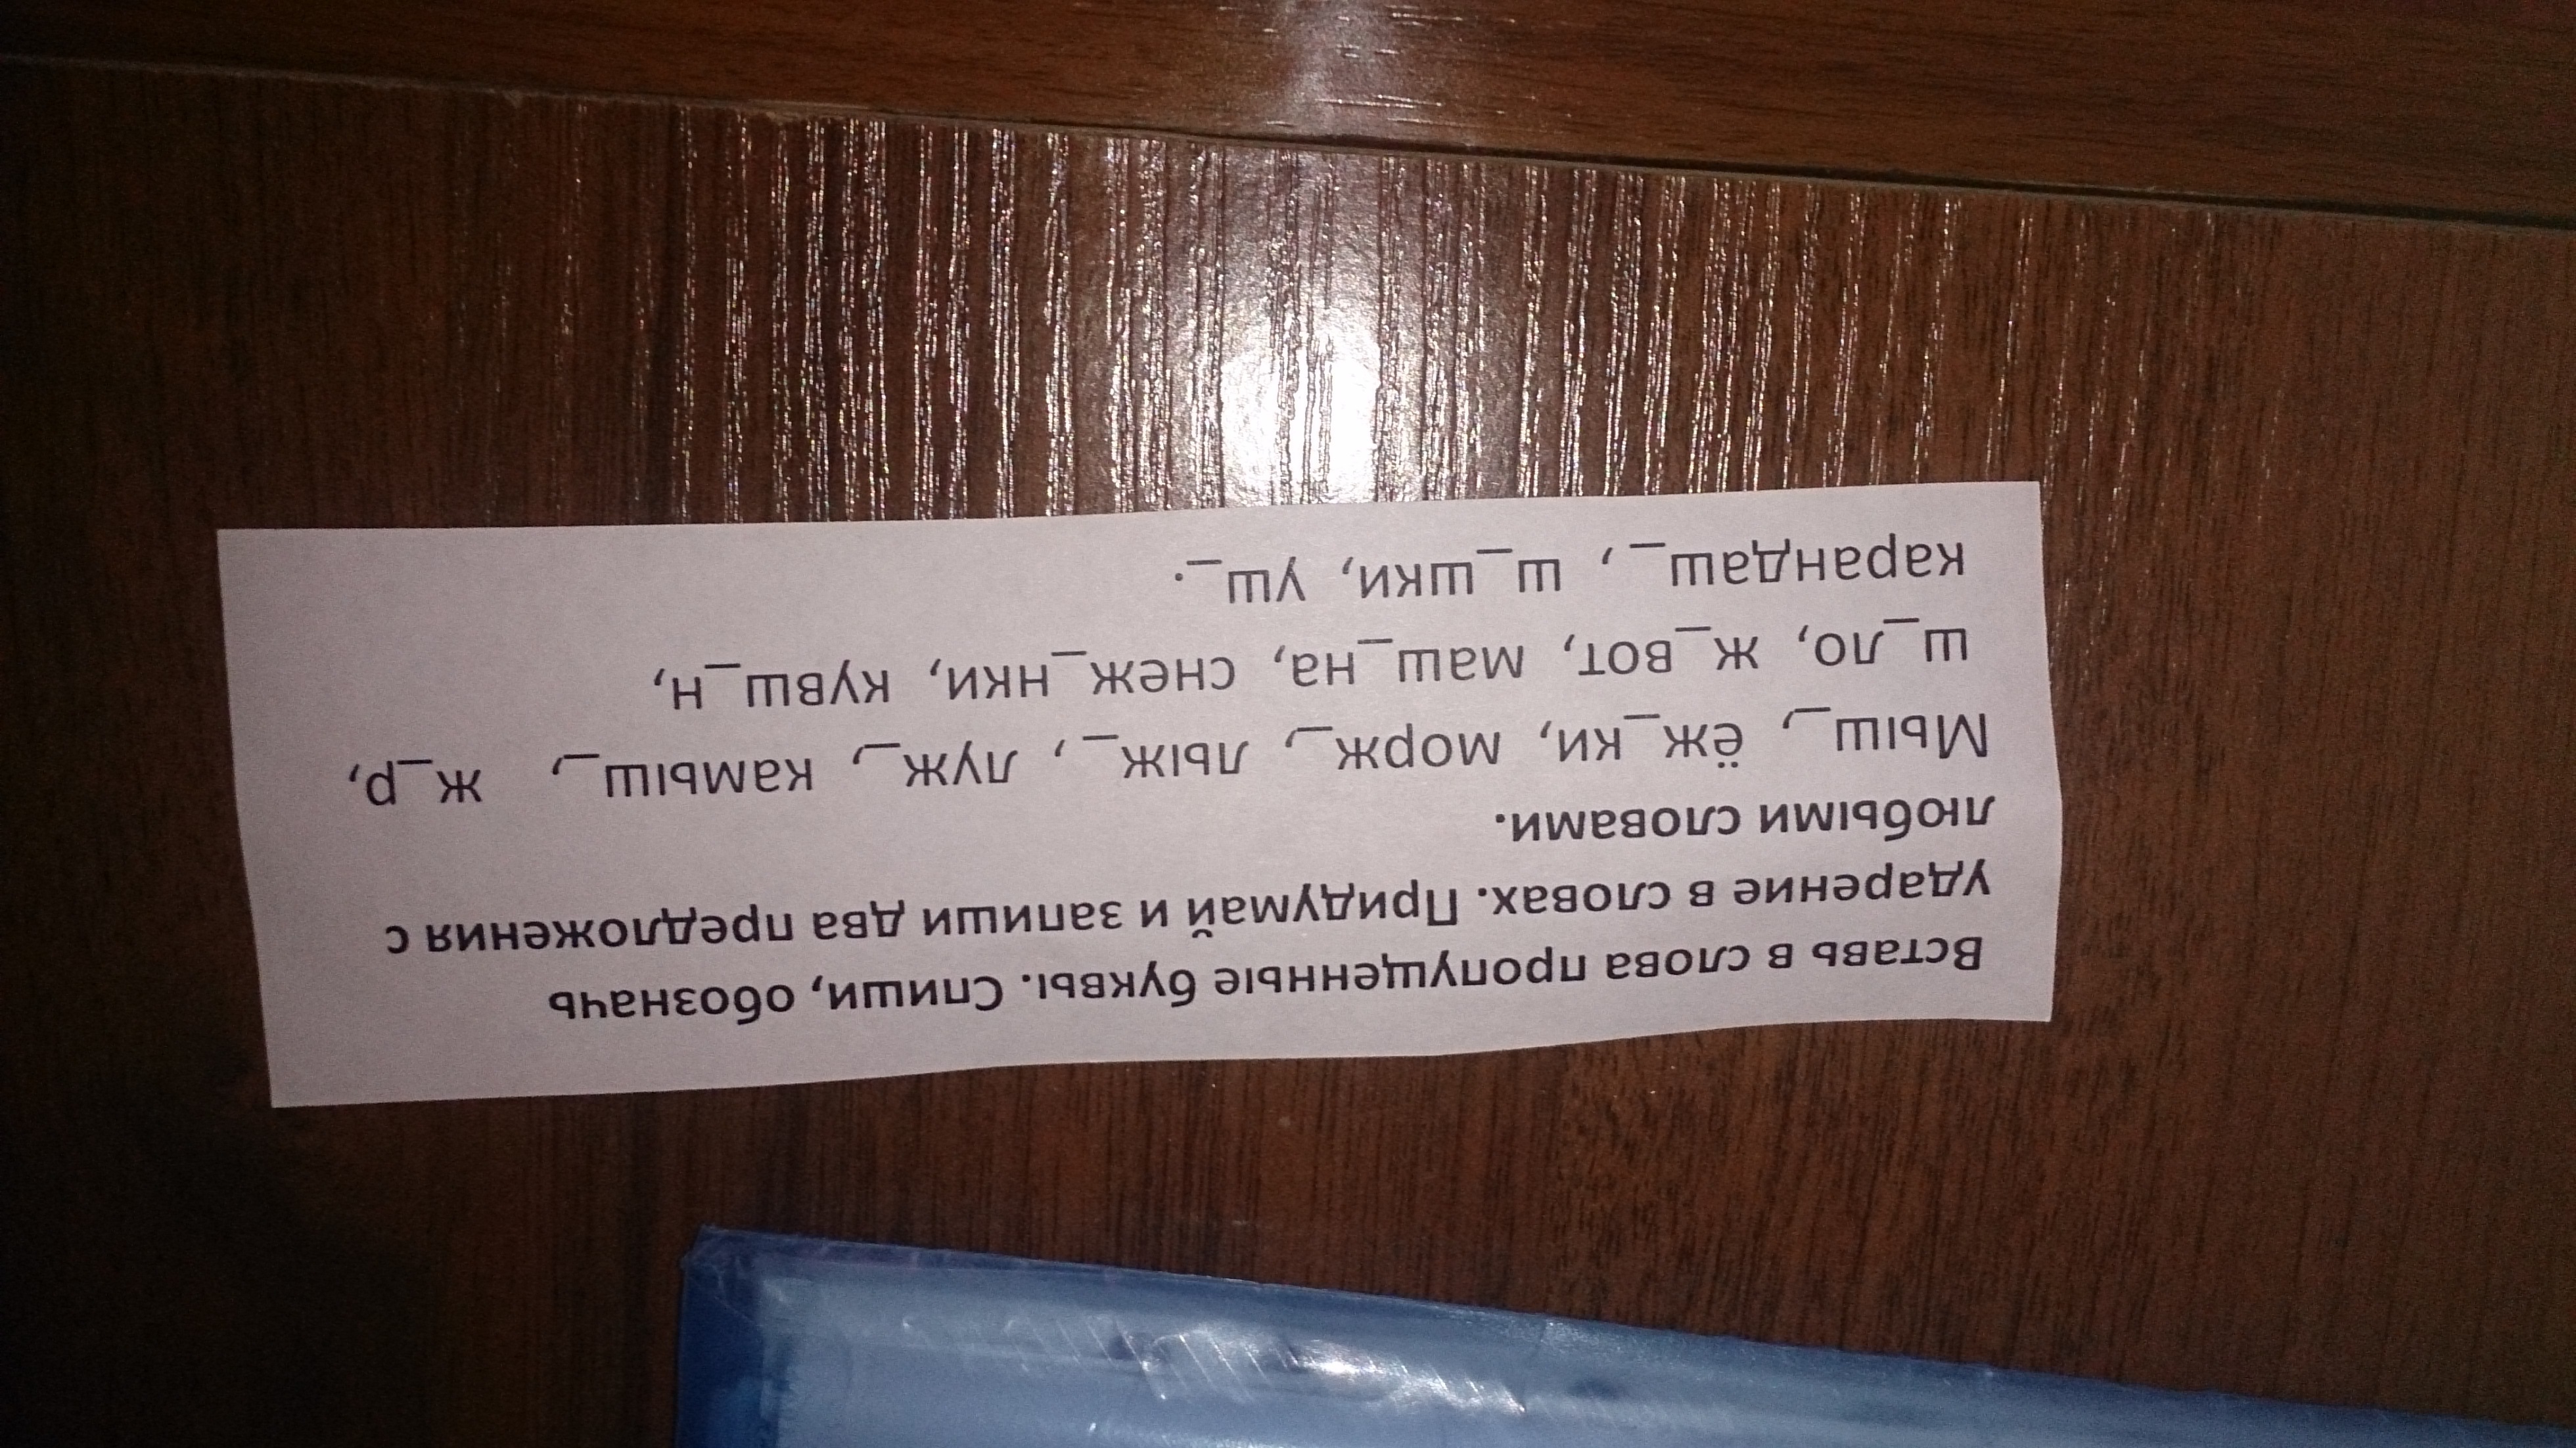 Вставь в слова пропущенные буквы. Спиши, обозначь
ударение в словах. Придумай и запиши два предложения с
любыми словами.
Мыш_, ёж_ки, морж_, лыж_ , луж_, камыш_, ж_р,
ш_ло, ж_вот, маш_на, снеж_нки, кувш_н,
карандаш_ , ш_шки, уш_.